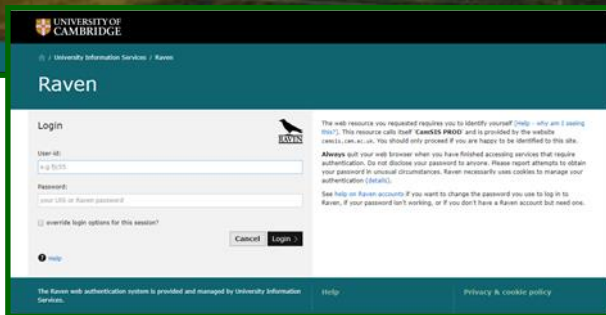 UNIVERSITY OF
CAMBRIDGE
/ University Information Services / Raven
Raven
Login
RAVEN
User-id:
e.g fjc55
Password:
your UIS or Raven password
override login options for this session?
Cancel Login >
Help
The web resource you requested requires you to identify yourself (Help - why am I seeing
this?). This resource calls itself 'CamSIS PROD' and is provided by the website
camsis.cam.ac.uk. You should only proceed if you are happy to be identified to this site.
Always quit your web browser when you have finished accessing services that require
authentication. Do not disclose your password to anyone. Please report attempts to obtain
your password in unusual circumstances. Raven necessarily uses cookies to manage your
authentication (details).
See help on Raven accounts if you want to change the password you use to log in to
Raven, if your password isn't working, or if you don't have a Raven account but need one.
The Raven web authentication system is provided and managed by University Information
Services.
Help
Privacy & cookie policy